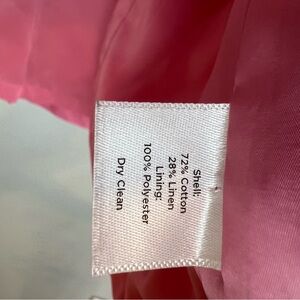 Shell:
72% Cotton
28% Linen
Lining:
100% Polyester
Dry Clean